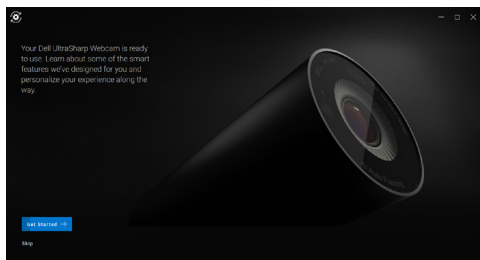 Your Dell UltraSharp Webcam is ready
to use. Learn about some of the smart
features we've designed for you and
personalize your experience along the
way.
Get Started →
Skip